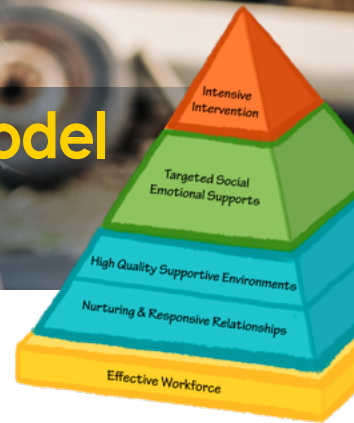 odel
Intensive
Intervention
Targeted Social
Emotional Supports
High Quality Supportive Environments
Nurturing & Responsive Relationships
Effective Workforce